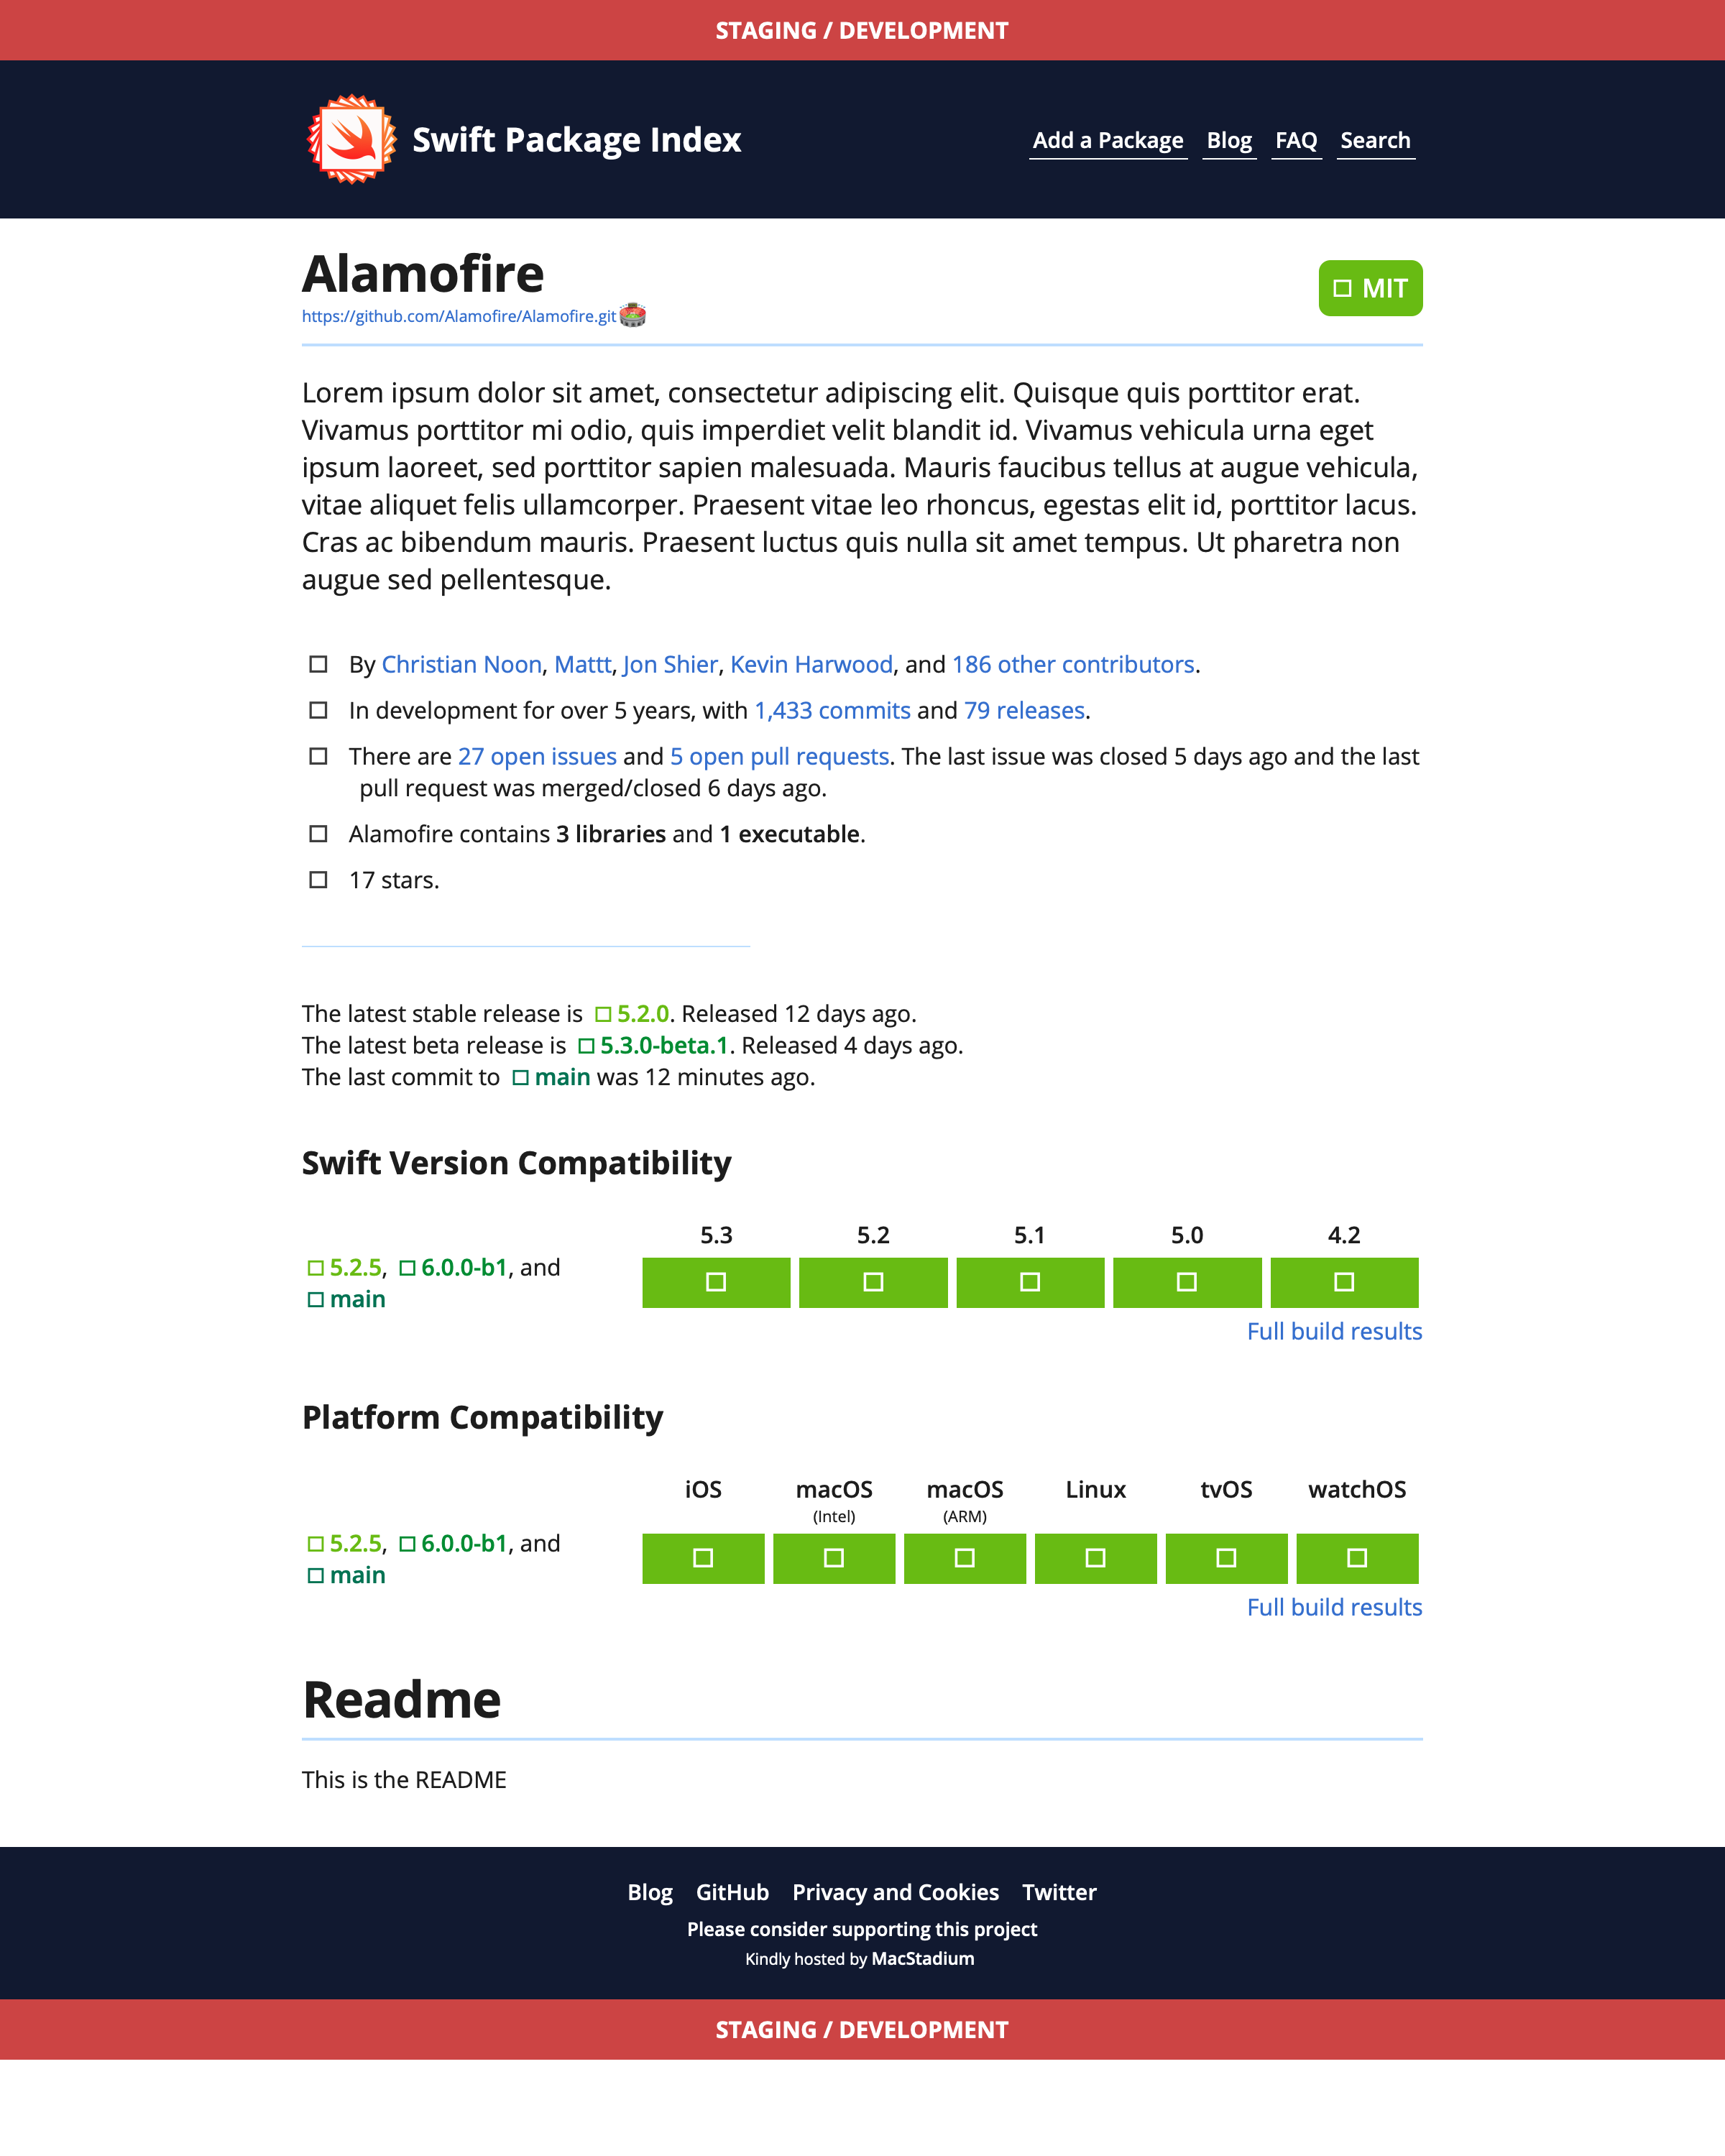 STAGING / DEVELOPMENT
Swift Package Index
Add a Package Blog FAQ Search
Alamofire
MIT
https://github.com/Alamofire/Alamofire.git
Lorem ipsum dolor sit amet, consectetur adipiscing elit. Quisque quis porttitor erat.
Vivamus porttitor mi odio, quis imperdiet velit blandit id. Vivamus vehicula urna eget
ipsum laoreet, sed porttitor sapien malesuada. Mauris faucibus tellus at augue vehicula,
vitae aliquet felis ullamcorper. Praesent vitae leo rhoncus, egestas elit id, porttitor lacus.
Cras ac bibendum mauris. Praesent luctus quis nulla sit amet tempus. Ut pharetra non
augue sed pellentesque.
By Christian Noon, Mattt, Jon Shier, Kevin Harwood, and 186 other contributors.
In development for over 5 years, with 1,433 commits and 79 releases.
There are 27 open issues and 5 open pull requests. The last issue was closed 5 days ago and the last
pull request was merged/closed 6 days ago.
Alamofire contains 3 libraries and 1 executable.
17 stars.
The latest stable release is 5.2.0. Released 12 days ago.
The latest beta release is 5.3.0-beta.1. Released 4 days ago.
The last commit to main was 12 minutes ago.
Swift Version Compatibility
5.3 5.2 5.1 5.0 4.2
5.2.5, 6.0.0-b1, and
main
Full build results
Platform Compatibility
iOS macOS macOS Linux tvOS watchOS
(Intel) (ARM)
5.2.5, 6.0.0-b1, and
main
Full build results
Readme
This is the README
Blog GitHub Privacy and Cookies Twitter
Please consider supporting this project
Kindly hosted by MacStadium
STAGING / DEVELOPMENT